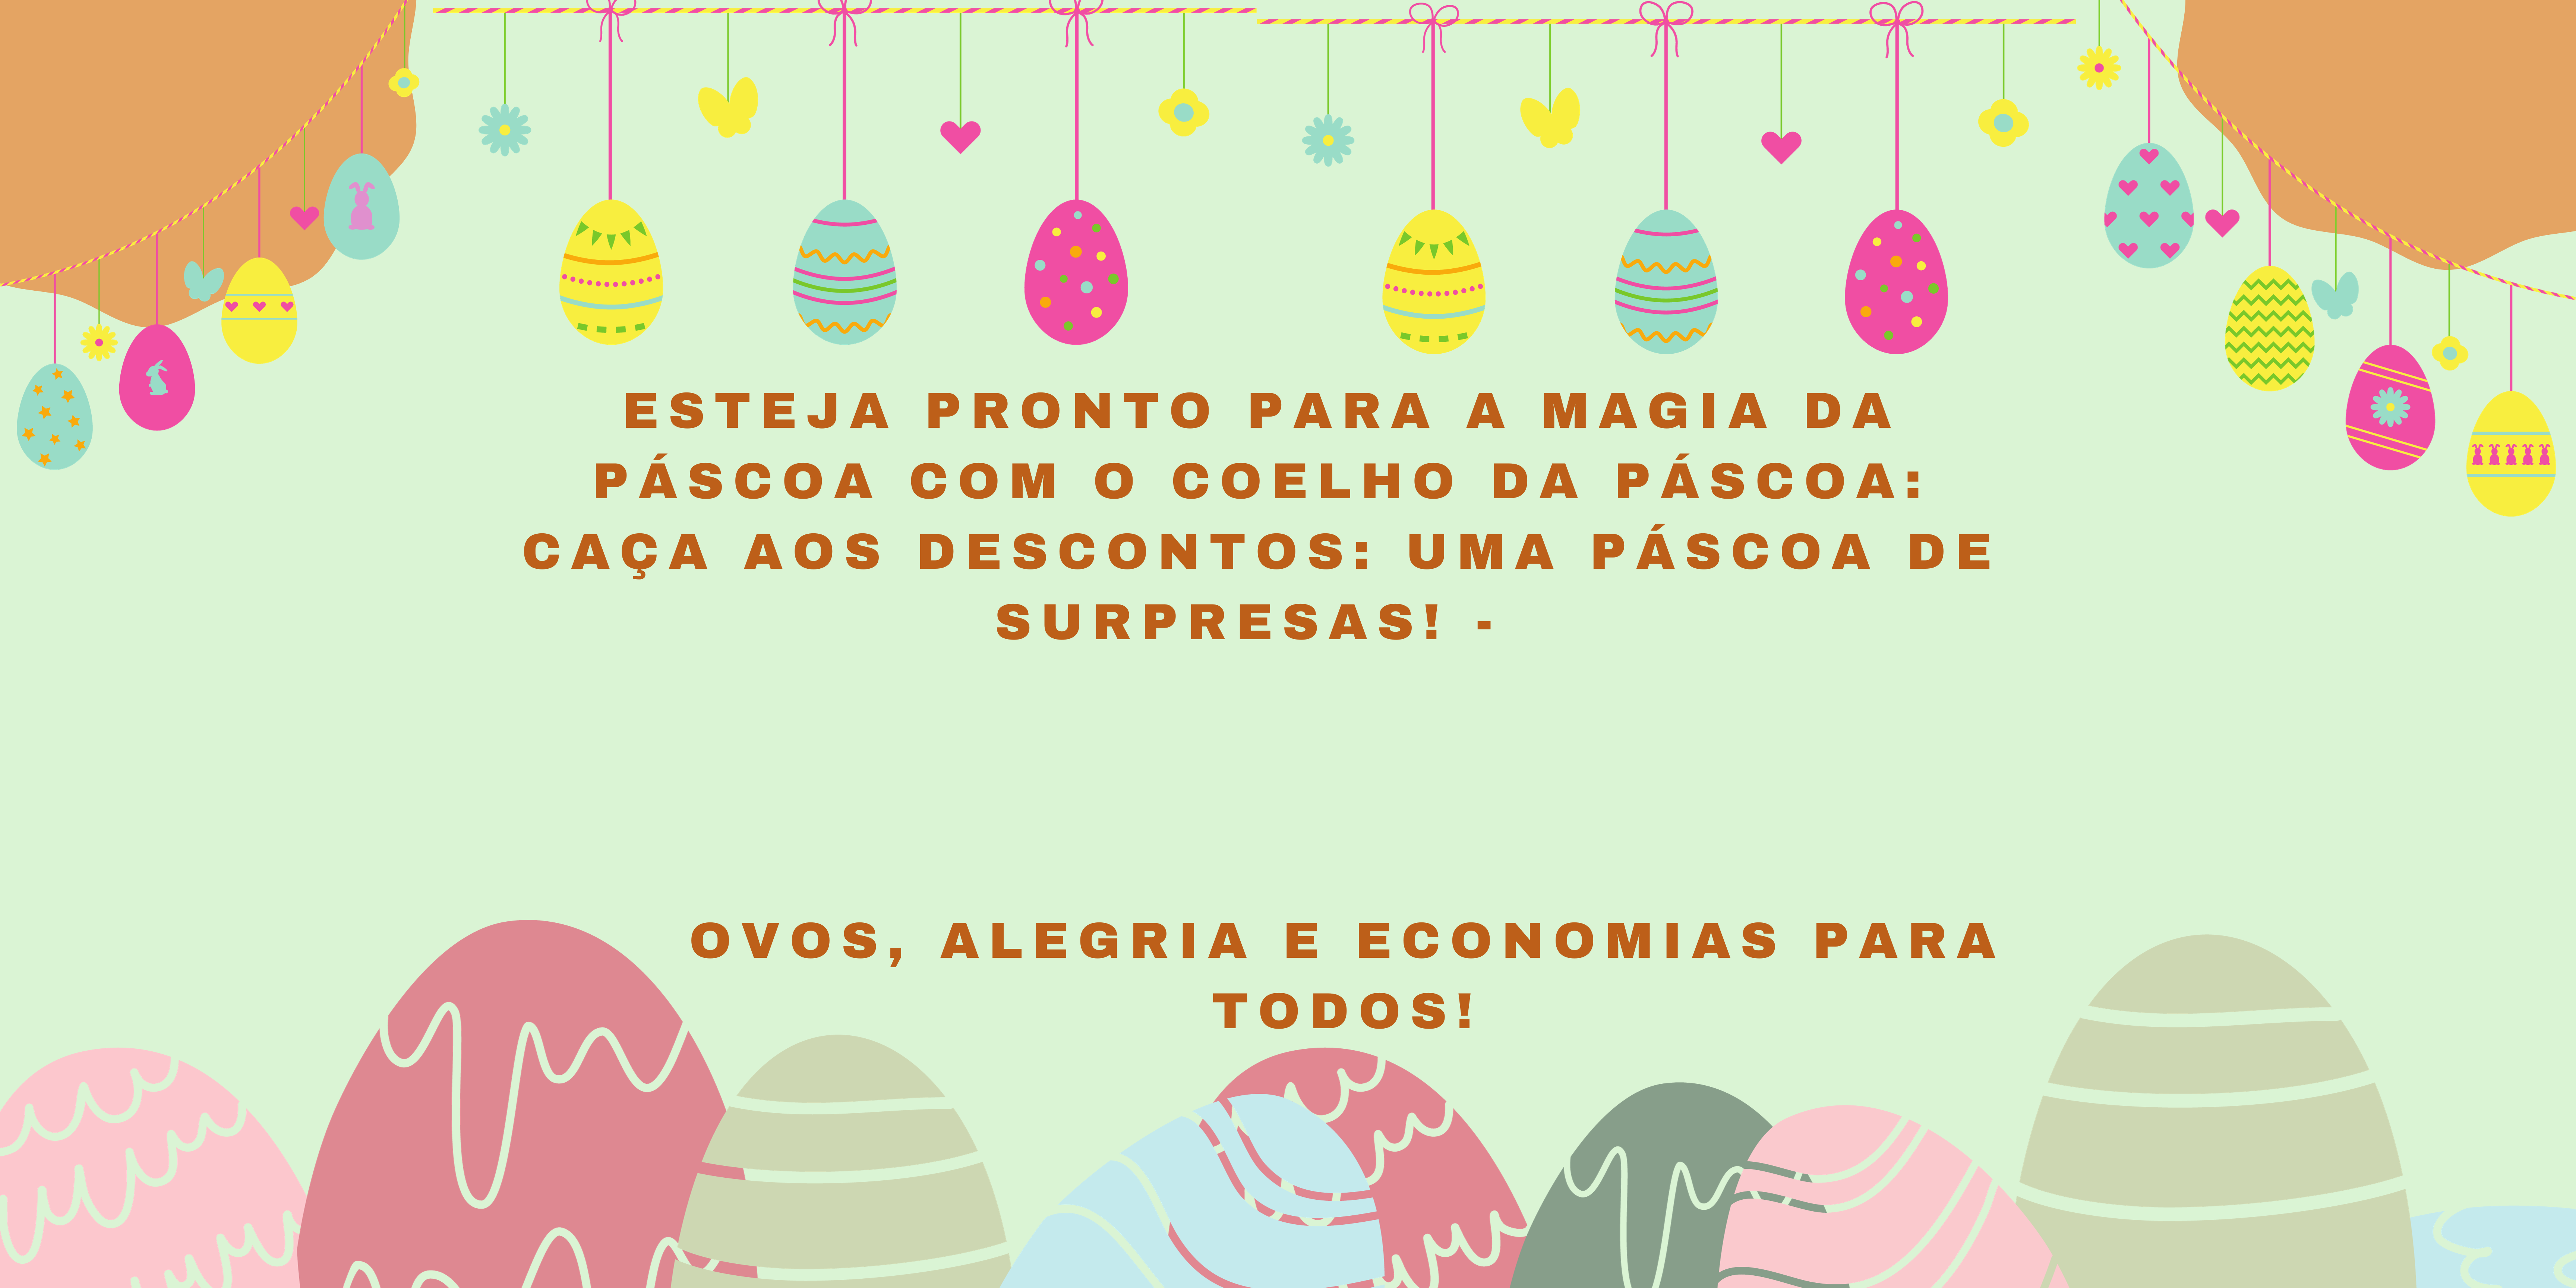 ESTEJA PRONTO PARA A MAGIA DA
PÁSCOA COM O COELHO DA PÁSCOA:
CAÇA AOS DESCONTOS: UMA PÁSCOA DE
SURPRESAS! -
OVOS, ALEGRIA E ECONOMIAS PARA
TODOS!